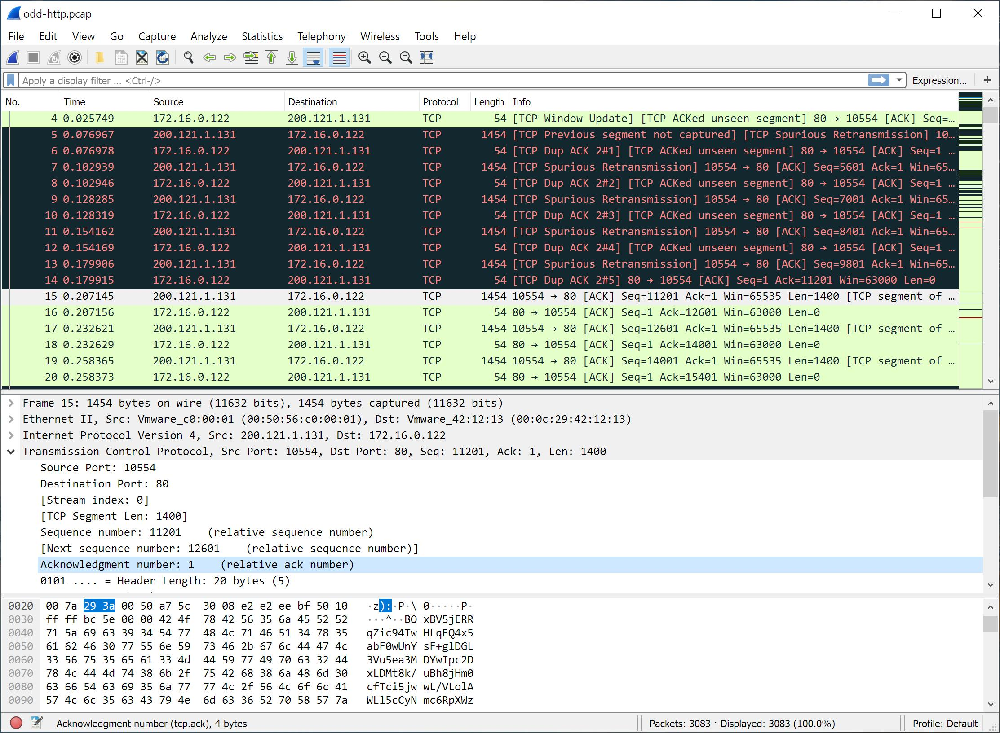 odd-http.pcap
File Edit View Go Capture Analyze Statistics Telephony Wireless Tools Help
Apply a display filter ... <Ctrl-/> Expression... +
No. Time Source Destination Protocol Length Info
4 0.025749 172.16.0.122 200.121.1.131 TCP 54 [TCP Window Update] [TCP ACKed unseen segment] 80 → 10554 [ACK] Seq=…
5 0.076967 200.121.1.131 172.16.0.122 TCP 1454 [TCP Previous segment not captured] [TCP Spurious Retransmission] 10…
6 0.076978 172.16.0.122 200.121.1.131 TCP 54 [TCP Dup ACK 2#1] [TCP ACKed unseen segment] 80 → 10554 [ACK] Seq=1 …
7 0.102939 200.121.1.131 172.16.0.122 TCP 1454 [TCP Spurious Retransmission] 10554 → 80 [ACK] Seq=5601 Ack=1 Win=65…
8 0.102946 172.16.0.122 200.121.1.131 TCP 54 [TCP Dup ACK 2#2] [TCP ACKed unseen segment] 80 → 10554 [ACK] Seq=1 …
9 0.128285 200.121.1.131 172.16.0.122 TCP 1454 [TCP Spurious Retransmission] 10554 → 80 [ACK] Seq=7001 Ack=1 Win=65…
10 0.128319 172.16.0.122 200.121.1.131 TCP 54 [TCP Dup ACK 2#3] [TCP ACKed unseen segment] 80 → 10554 [ACK] Seq=1 …
11 0.154162 200.121.1.131 172.16.0.122 TCP 1454 [TCP Spurious Retransmission] 10554 → 80 [ACK] Seq=8401 Ack=1 Win=65…
12 0.154169 172.16.0.122 200.121.1.131 TCP 54 [TCP Dup ACK 2#4] [TCP ACKed unseen segment] 80 → 10554 [ACK] Seq=1 …
13 0.179906 200.121.1.131 172.16.0.122 TCP 1454 [TCP Spurious Retransmission] 10554 → 80 [ACK] Seq=9801 Ack=1 Win=65…
14 0.179915 172.16.0.122 200.121.1.131 TCP 54 [TCP Dup ACK 2#5] 80 → 10554 [ACK] Seq=1 Ack=11201 Win=63000 Len=0
15 0.207145 200.121.1.131 172.16.0.122 TCP 1454 10554 → 80 [ACK] Seq=11201 Ack=1 Win=65535 Len=1400 [TCP segment of …
16 0.207156 172.16.0.122 200.121.1.131 TCP 54 80 → 10554 [ACK] Seq=1 Ack=12601 Win=63000 Len=0
17 0.232621 200.121.1.131 172.16.0.122 TCP 1454 10554 → 80 [ACK] Seq=12601 Ack=1 Win=65535 Len=1400 [TCP segment of …
18 0.232629 172.16.0.122 200.121.1.131 TCP 54 80 → 10554 [ACK] Seq=1 Ack=14001 Win=63000 Len=0
19 0.258365 200.121.1.131 172.16.0.122 TCP 1454 10554 → 80 [ACK] Seq=14001 Ack=1 Win=65535 Len=1400 [TCP segment of …
20 0.258373 172.16.0.122 200.121.1.131 TCP 54 80 → 10554 [ACK] Seq=1 Ack=15401 Win=63000 Len=0
Frame 15: 1454 bytes on wire (11632 bits), 1454 bytes captured (11632 bits)
Ethernet II, Src: Vmware_c0:00:01 (00:50:56:c0:00:01), Dst: Vmware_42:12:13 (00:0c:29:42:12:13)
Internet Protocol Version 4, Src: 200.121.1.131, Dst: 172.16.0.122
Transmission Control Protocol, Src Port: 10554, Dst Port: 80, Seq: 11201, Ack: 1, Len: 1400
Source Port: 10554
Destination Port: 80
[Stream index: 0]
[TCP Segment Len: 1400]
Sequence number: 11201 (relative sequence number)
[Next sequence number: 12601 (relative sequence number)]
Acknowledgment number: 1 (relative ack number)
0101 .... = Header Length: 20 bytes (5)
0020 00 7a 29 3a 00 50 a7 5c 30 08 e2 e2 ee bf 50 10 ·z):·P·\ 0·····P·
0030 ff ff bc 5e 00 00 42 4f 78 42 56 35 6a 45 52 52 ···^··BO xBV5jERR
0040 71 5a 69 63 39 34 54 77 48 4c 71 46 51 34 78 35 qZic94Tw HLqFQ4x5
0050 61 62 46 30 77 55 6e 59 73 46 2b 67 6c 44 47 4c abF0wUnY sF+glDGL
0060 33 56 75 35 65 61 33 4d 44 59 77 49 70 63 32 44 3Vu5ea3M DYwIpc2D
0070 78 4c 44 4d 74 38 6b 2f 75 42 68 38 6a 48 6d 30 xLDMt8k/ uBh8jHm0
0080 63 66 54 63 69 35 6a 77 77 4c 2f 56 4c 6f 6c 41 cfTci5jw wL/VLolA
0090 57 4c 6c 35 63 43 79 4e 6d 63 36 52 70 58 57 7a WLl5cCyN mc6RpXWz
Acknowledgment number (tcp.ack), 4 bytes Packets: 3083 · Displayed: 3083 (100.0%) Profile: Default